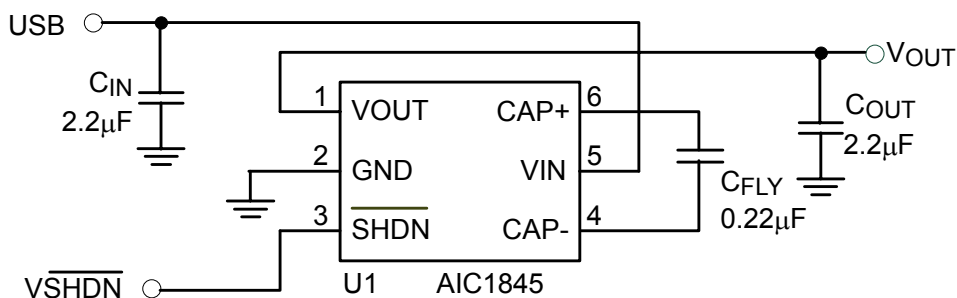 USB
VOUT
CIN
2.2μF
1
VOUT
CAP+
6
COUT
2.2μF
2
GND
VIN
5
CFLY
0.22μF
3
SHDN
CAP-
4
VSHDN
U1
AIC1845